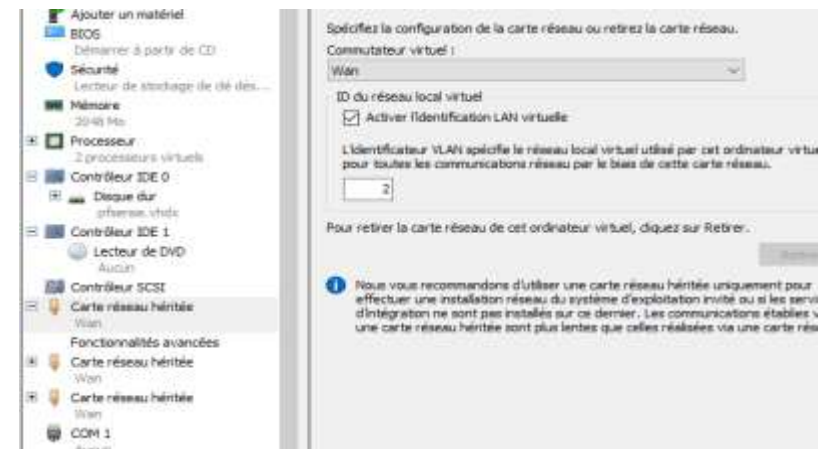 Ajouter un matériel
BIOS
Démarrer à partir de CD
Sécurité
Lecteur de stockage de clé dés...
Mémoire
2048 Mo
Processeur
2 processeurs virtuels
Contrôleur IDE 0
Disque dur
pfsense.vhdx
Contrôleur IDE 1
Lecteur de DVD
Aucun
Contrôleur SCSI
Carte réseau héritée
Wan
Fonctionnalités avancées
Carte réseau héritée
Wan
Carte réseau héritée
Wan
COM 1
Spécifiez la configuration de la carte réseau ou retirez la carte réseau.
Commutateur virtuel :
Wan
ID du réseau local virtuel
Activer l'identification LAN virtuelle
L'identificateur VLAN spécifie le réseau local virtuel utilisé par cet ordinateur virtue
pour toutes les communications réseau par le biais de cette carte réseau.
2
Pour retirer la carte réseau de cet ordinateur virtuel, cliquez sur Retirer.
Nous vous recommandons d'utiliser une carte réseau héritée uniquement pour
effectuer une installation réseau du système d'exploitation invité ou si les servi
d'intégration ne sont pas installés sur ce dernier. Les communications établies v
une carte réseau héritée sont plus lentes que celles réalisées via une carte rése